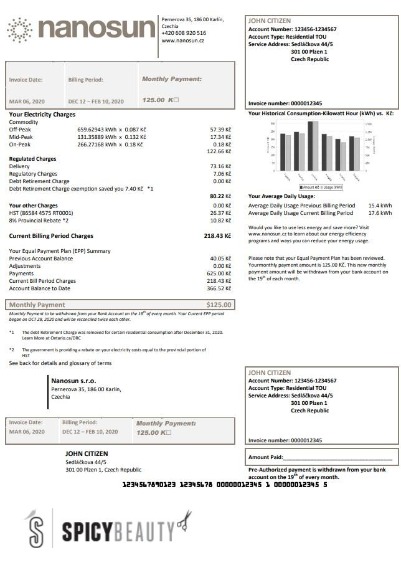 nanosun
Pernerova 35, 186 00 Karlin,
Czechia
+420 608 920 516
www.nanosun.cz
JOHN CITIZEN
Account Number: 123456-1234567
Account Type: Residential TOU
Service Address: Sedláčkova 44/5
301 00 Plzen 1
Czech Republic
Invoice number: 0000012345
Invoice Date:
Billing Period:
Monthly Payment:
MAR 06, 2020
DEC 12 – FEB 10, 2020
125.00 K
Your Electricity Charges
Commodity
Off-Peak 659.62943 kWh x 0.087 Kč 57.39 Kč
Mid-Peak 131.35889 kWh x 0.132 Kč 17.34 Kč
On-Peak 766.27168 kWh x 0.18 Kč 0.18 Kč
122.66 Kč
Regulated Charges
Delivery 73.16 Kč
Regulatory Charges 7.06 Kč
Debt Retirement Charge 0.00 Kč
Debt Retirement Charge exemption saved you 7.40 Kč *1
80.22 Kč
Your other Charges 0.00 Kč
HST (86584 4575 RT0001) 26.37 Kč
8% Provincial Rebate *2 10.82 Kč
Current Billing Period Charges 218.43 Kč
Your Equal Payment Plan (EPP) Summary
Previous Account Balance 40.05 Kč
Adjustments 0.00 Kč
Payments 625.00 Kč
Current Bill Period Charges 218.43 Kč
Account Balance to Date 366.52 Kč
Monthly Payment $125.00
Monthly Payment to be withdrawn from your Bank Account on the 19th of every month. Your Current EPP period
began on OCT 28, 2020 and will be reconciled twice each other.
*1 The debt Retirement Charge was removed for certain residential consumption after December 31, 2020.
Learn More at Ontario.ca/DRC
*2 The government is providing a rebate on your electricity costs equal to the provincial portion of
HST
See back for details and glossary of terms
Your Historical Consumption-Kilowatt Hour (kWh) vs. Kč:
Your Average Daily Usage:
Average Daily Usage Previous Billing Period 15.4 kWh
Average Daily Usage Current Billing Period 17.6 kWh
Would you like to use less energy and save more? Visit
www.nanosun.cz to learn about our energy efficiency
programs and ways you can reduce your energy usage.
Please note that your Equal Payment Plan has been reviewed.
Yourmonthly payment amount is 125.00 Kč. This now monthly
payment amount will be withdrawn from your bank account on
the 19th of each month.
Nanosun s.r.o.
Pernerova 35, 186 00 Karlin,
Czechia
JOHN CITIZEN
Account Number: 123456-1234567
Account Type: Residential TOU
Service Address: Sedláčkova 44/5
301 00 Plzen 1
Czech Republic
Invoice number: 0000012345
Invoice Date:
Billing Period:
Monthly Payment:
MAR 06, 2020
DEC 12 – FEB 10, 2020
125.00 K
Amount Paid:
Pre-Authorized payment is withdrawn from your bank
account on the 19th of every month.
JOHN CITIZEN
Sedláčkova 44/5
301 00 Plzen 1, Czech Republic
1234567890123 12345678 00000012345 1 00000012345 5
SPICYBEAUTY